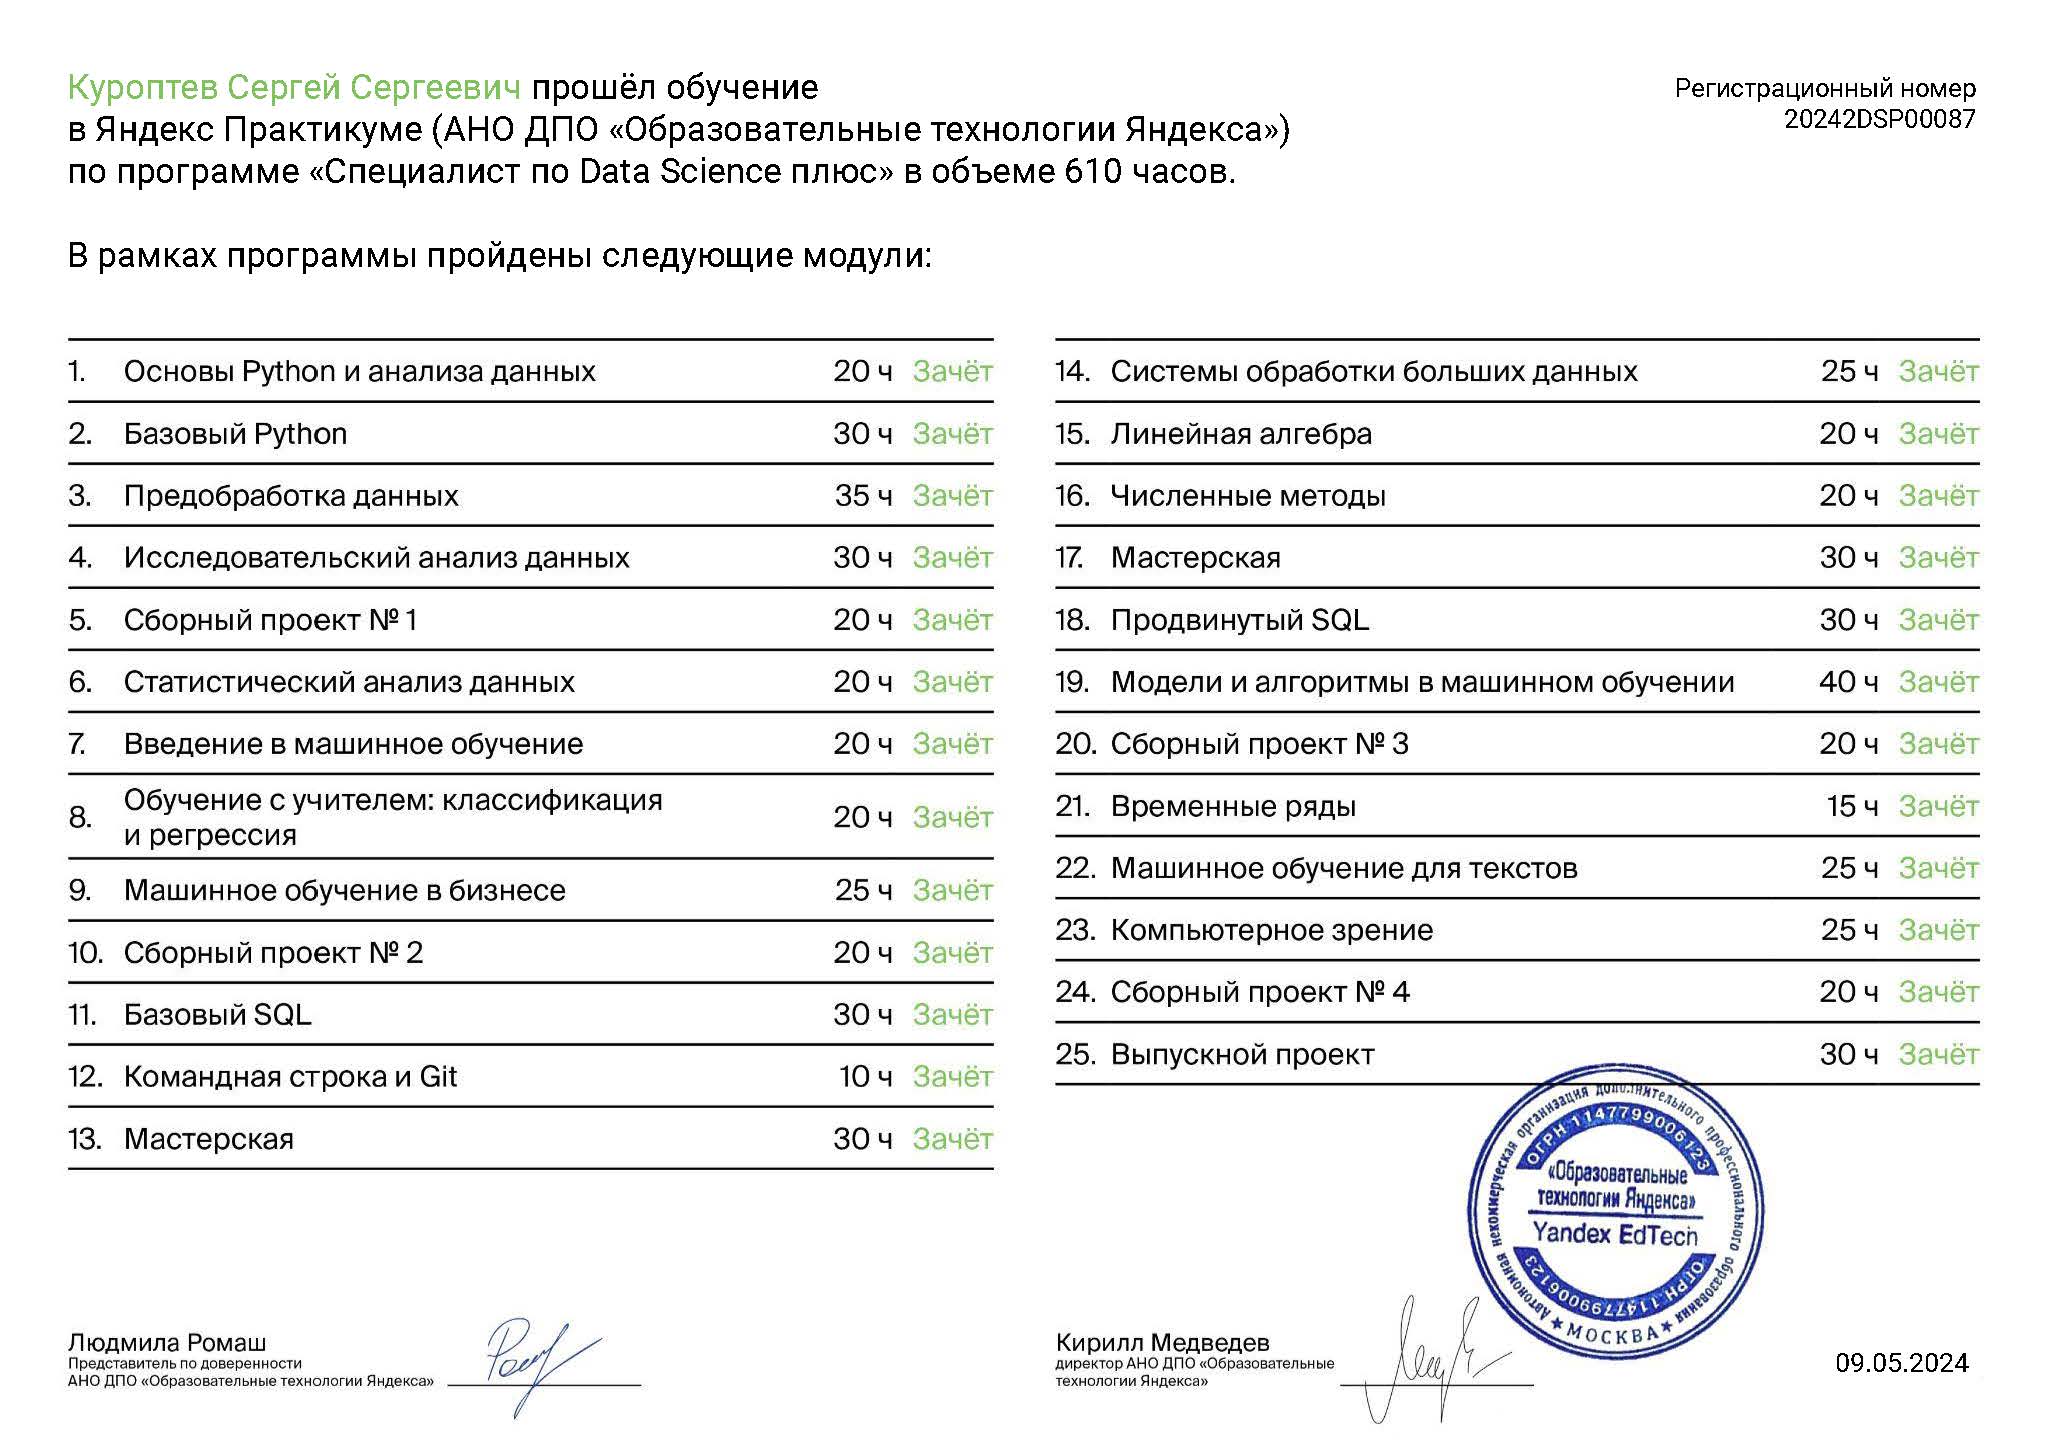 Куроптев Сергей Сергеевич прошёл обучение
в Яндекс Практикуме (АНО ДПО «Образовательные технологии Яндекса»)
по программе «Специалист по Data Science плюс» в объеме 610 часов.
Регистрационный номер
20242DSP00087
В рамках программы пройдены следующие модули:
1. Основы Python и анализа данных 20 ч Зачёт
2. Базовый Python 30 ч Зачёт
3. Предобработка данных 35 ч Зачёт
4. Исследовательский анализ данных 30 ч Зачёт
5. Сборный проект № 1 20 ч Зачёт
6. Статистический анализ данных 20 ч Зачёт
7. Введение в машинное обучение 20 ч Зачёт
8. Обучение с учителем: классификация
и регрессия 20 ч Зачёт
9. Машинное обучение в бизнесе 25 ч Зачёт
10. Сборный проект № 2 20 ч Зачёт
11. Базовый SQL 30 ч Зачёт
12. Командная строка и Git 10 ч Зачёт
13. Мастерская 30 ч Зачёт
14. Системы обработки больших данных 25 ч Зачёт
15. Линейная алгебра 20 ч Зачёт
16. Численные методы 20 ч Зачёт
17. Мастерская 30 ч Зачёт
18. Продвинутый SQL 30 ч Зачёт
19. Модели и алгоритмы в машинном обучении 40 ч Зачёт
20. Сборный проект № 3 20 ч Зачёт
21. Временные ряды 15 ч Зачёт
22. Машинное обучение для текстов 25 ч Зачёт
23. Компьютерное зрение 25 ч Зачёт
24. Сборный проект № 4 20 ч Зачёт
25. Выпускной проект 30 ч Зачёт
Автономная некоммерческая организация дополнительного профессионального образования
ОГРН 1147799006123
«Образовательные
технологии Яндекса»
Yandex EdTech
ОГРН 1147799006123
★ МОСКВА ★
Людмила Ромаш
Представитель по доверенности
АНО ДПО «Образовательные технологии Яндекса»
Кирилл Медведев
директор АНО ДПО «Образовательные
технологии Яндекса»
09.05.2024